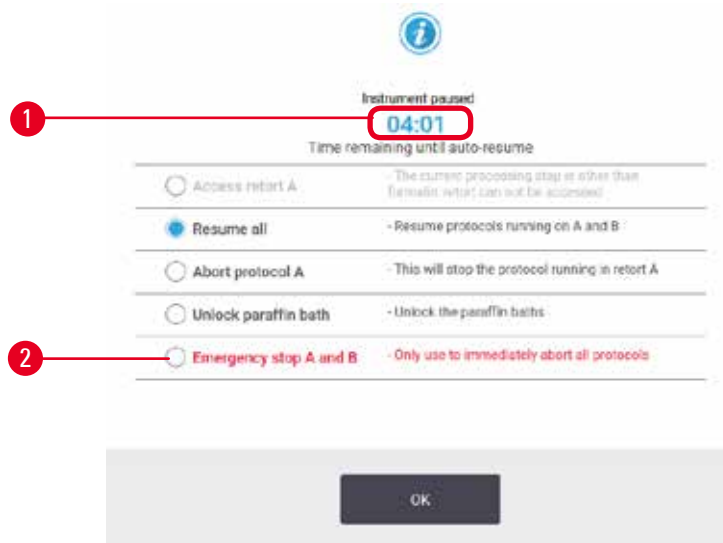 i
Instrument paused
1
04:01
Time remaining until auto-resume
Access retort A - The current processing step is other than
formalin retort can not be accessed
Resume all - Resume protocols running on A and B
Abort protocol A - This will stop the protocol running in retort A
Unlock paraffin bath - Unlock the paraffin baths
2
Emergency stop A and B - Only use to immediately abort all protocols
OK